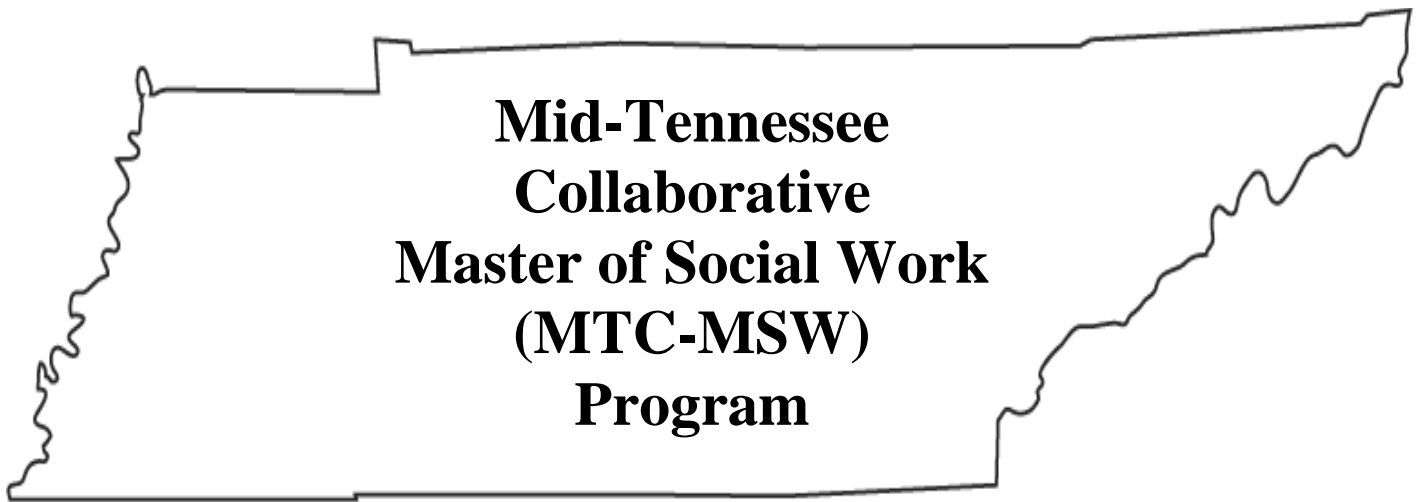 Mid-Tennessee
Collaborative
Master of Social Work
(MTC-MSW)
Program